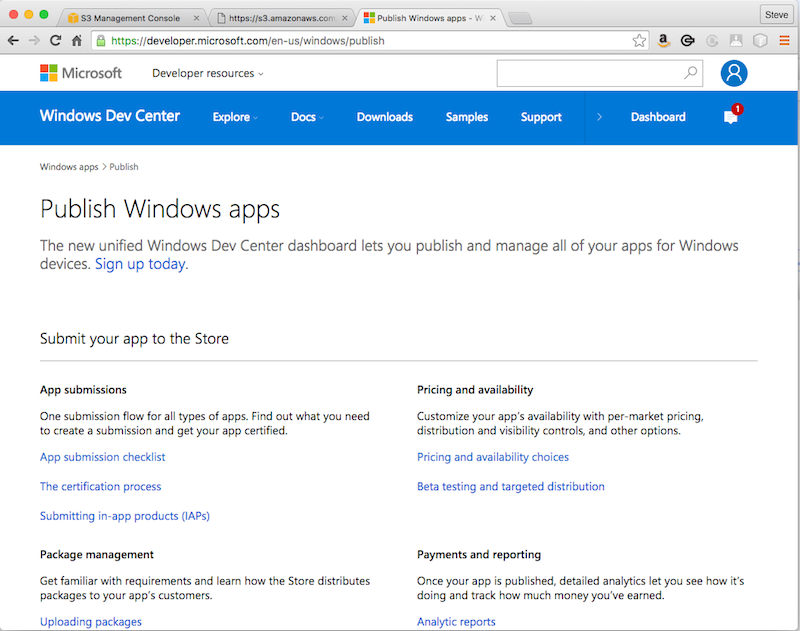 S3 Management Console
https://s3.amazonaws.com
Publish Windows apps - W
Steve
https://developer.microsoft.com/en-us/windows/publish
Microsoft
Developer resources
Windows Dev Center
Explore
Docs
Downloads
Samples
Support
Dashboard
1
Windows apps > Publish
Publish Windows apps
The new unified Windows Dev Center dashboard lets you publish and manage all of your apps for Windows
devices. Sign up today.
Submit your app to the Store
App submissions
One submission flow for all types of apps. Find out what you need
to create a submission and get your app certified.
App submission checklist
The certification process
Submitting in-app products (IAPs)
Pricing and availability
Customize your app's availability with per-market pricing,
distribution and visibility controls, and other options.
Pricing and availability choices
Beta testing and targeted distribution
Package management
Get familiar with requirements and learn how the Store distributes
packages to your app's customers.
Uploading packages
Payments and reporting
Once your app is published, detailed analytics let you see how it's
doing and track how much money you've earned.
Analytic reports